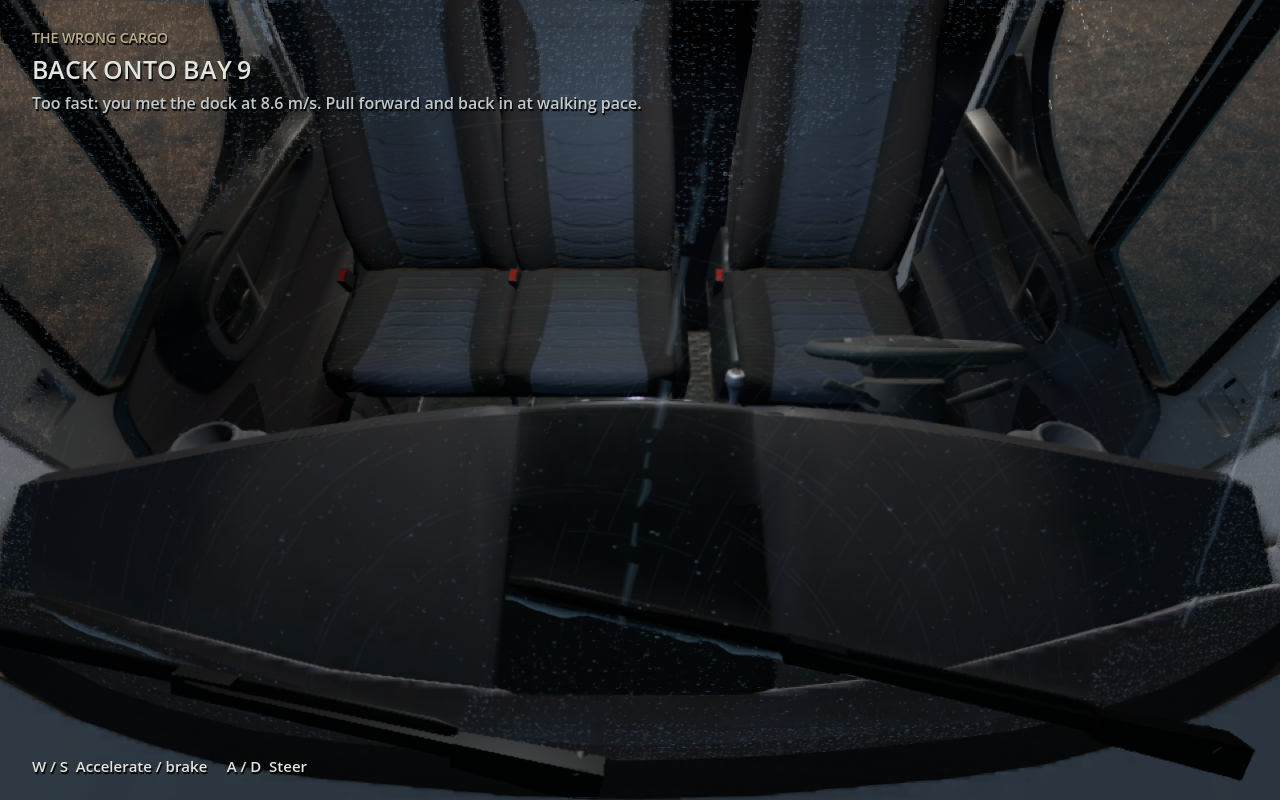 THE WRONG CARGO
BACK ONTO BAY 9
Too fast: you met the dock at 8.6 m/s. Pull forward and back in at walking pace.
W / S Accelerate / brake A / D Steer